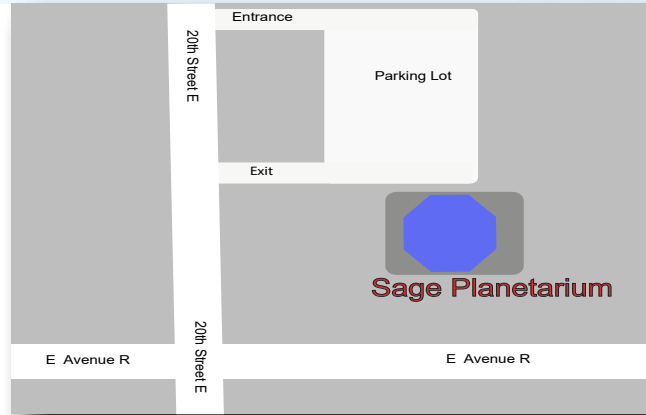 Entrance
20th Street E
Parking Lot
Exit
Sage Planetarium
20th Street E
E Avenue R
E Avenue R